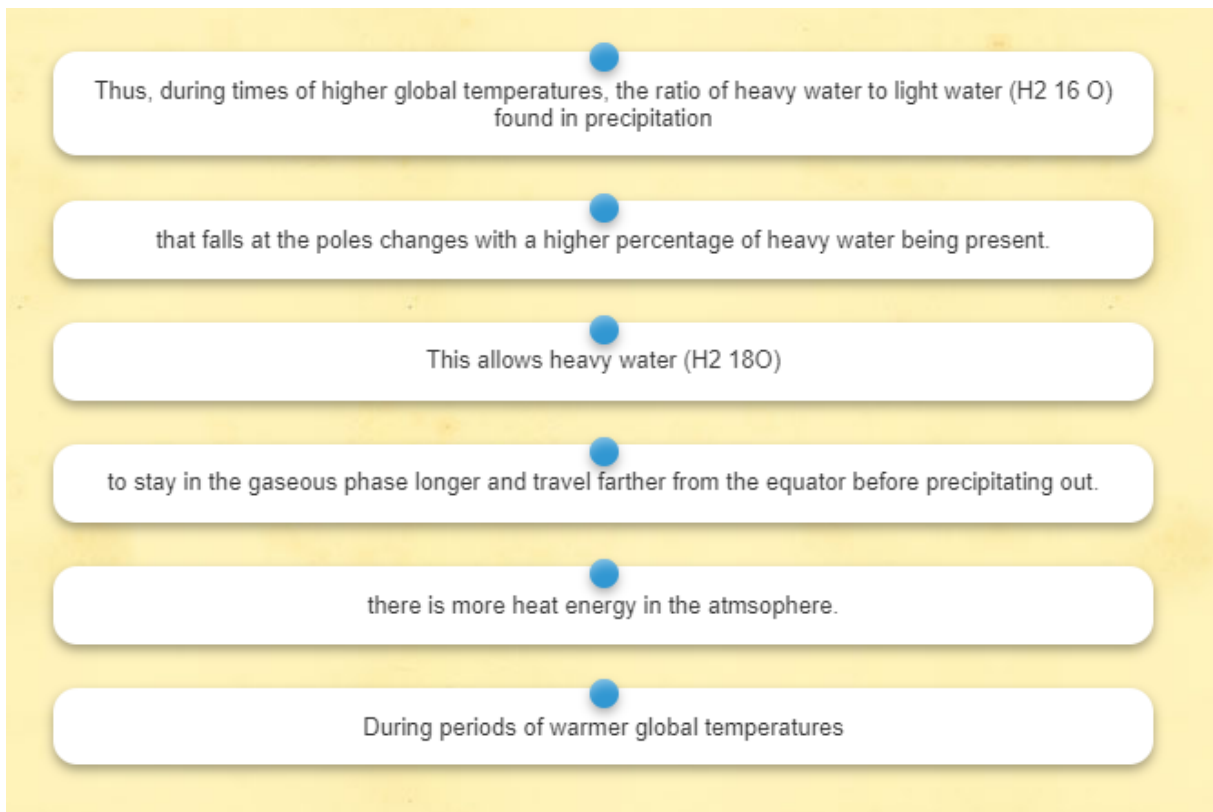 Thus, during times of higher global temperatures, the ratio of heavy water to light water (H2 16 O)
found in precipitation
that falls at the poles changes with a higher percentage of heavy water being present.
This allows heavy water (H2 18O)
to stay in the gaseous phase longer and travel farther from the equator before precipitating out.
there is more heat energy in the atmsophere.
During periods of warmer global temperatures